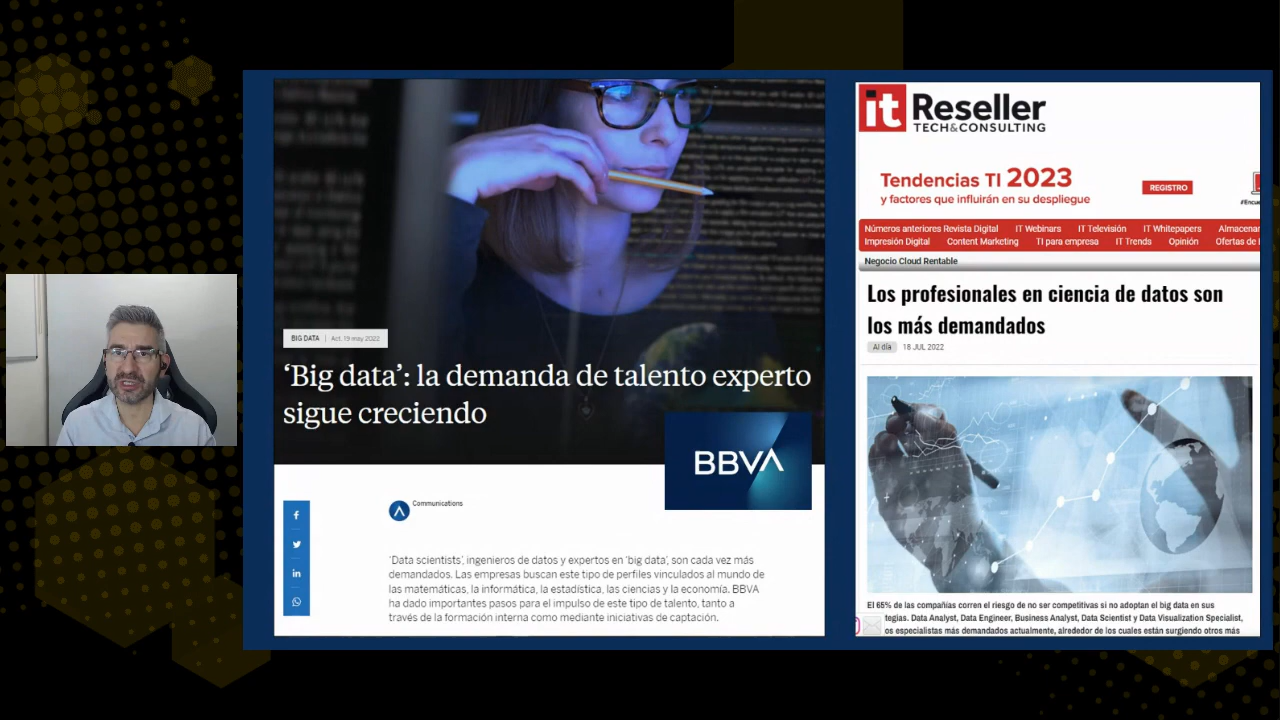 BIG DATA | Act. 19 may 2022
‘Big data’: la demanda de talento experto
sigue creciendo
BBVA
Communications
‘Data scientists’, ingenieros de datos y expertos en ‘big data’, son cada vez más
demandados. Las empresas buscan este tipo de perfiles vinculados al mundo de
las matemáticas, la informática, la estadística, las ciencias y la economía. BBVA
ha dado importantes pasos para el impulso de este tipo de talento, tanto a
través de la formación interna como mediante iniciativas de captación.
it Reseller
TECH&CONSULTING
Tendencias TI 2023
y factores que influirán en su despliegue
REGISTRO
Números anteriores Revista Digital IT Webinars IT Televisión IT Whitepapers Almacenar
Impresión Digital Content Marketing TI para empresa IT Trends Opinión Ofertas de
Negocio Cloud Rentable
Los profesionales en ciencia de datos son
los más demandados
Al día 18 JUL 2022
El 65% de las compañías corren el riesgo de no ser competitivas si no adoptan el big data en sus
tegias. Data Analyst, Data Engineer, Business Analyst, Data Scientist y Data Visualization Specialist,
os especialistas más demandados actualmente, alrededor de los cuales están surgiendo otros más